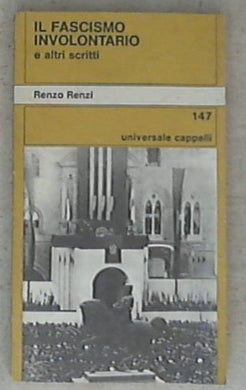 IL FASCISMO
INVOLONTARIO
e altri scritti
Renzo Renzi
147
universale cappelli